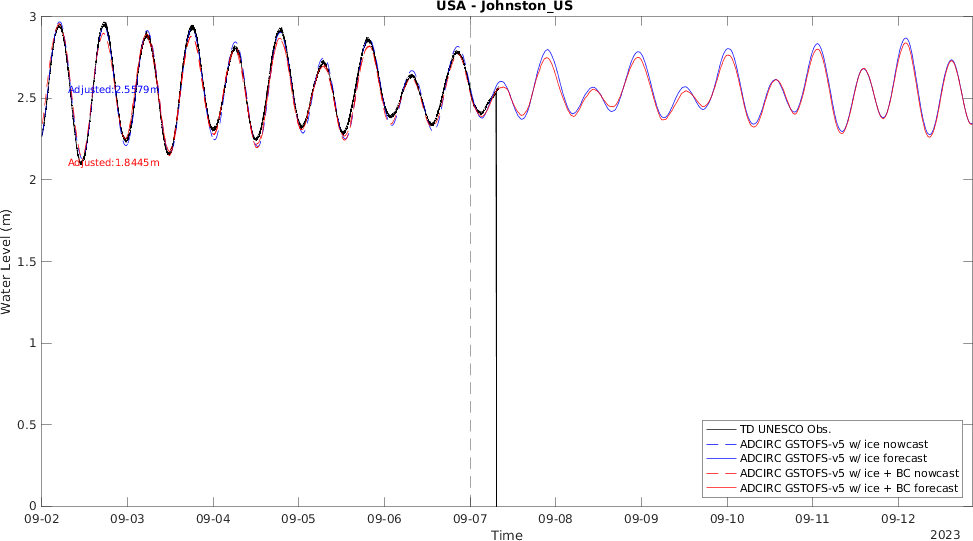 USA - Johnston_US
3
2.5
2
1.5
1
0.5
0
Water Level (m)
Adjusted:2.5579m
Adjusted:1.8445m
TD UNESCO Obs.
ADCIRC GSTOFS-v5 w/ ice nowcast
ADCIRC GSTOFS-v5 w/ ice forecast
ADCIRC GSTOFS-v5 w/ ice + BC nowcast
ADCIRC GSTOFS-v5 w/ ice + BC forecast
09-02 09-03 09-04 09-05 09-06 09-07 09-08 09-09 09-10 09-11 09-12
Time
2023